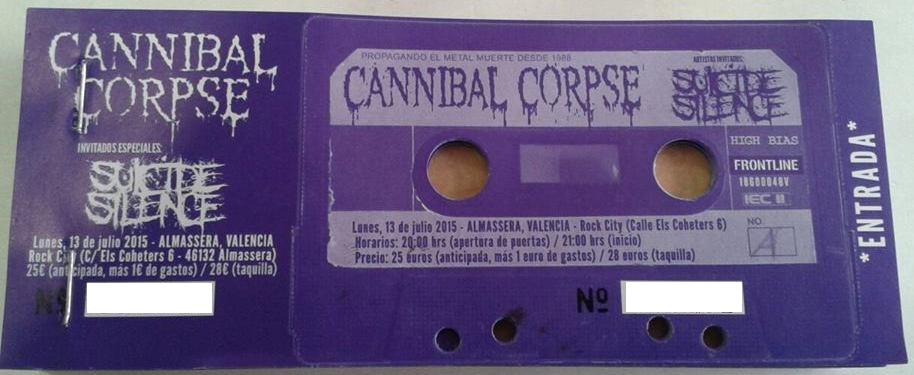 CANNIBAL
CORPSE
INVITADOS ESPECIALES:
SUICIDE
SILENCE
Lunes, 13 de julio 2015 - ALMASSERA, VALENCIA
Rock City (C/ Els Coheters 6 - 46132 Almassera)
25€ (anticipada, más 1€ de gastos) / 28€ (taquilla)
Nº
PROPAGANDO EL METAL MUERTE DESDE 1988
CANNIBAL CORPSE
ARTISTAS INVITADOS:
SUICIDE
SILENCE
HIGH BIAS
FRONTLINE
18600048V
IEC II
Lunes, 13 de julio 2015 - ALMASSERA, VALENCIA - Rock City (Calle Els Coheters 6)
Horarios: 20:00 hrs (apertura de puertas) / 21:00 hrs (inicio)
Precio: 25 euros (anticipada, más 1 euro de gastos) / 28 euros (taquilla)
NO.
A
Nº
*ENTRADA*